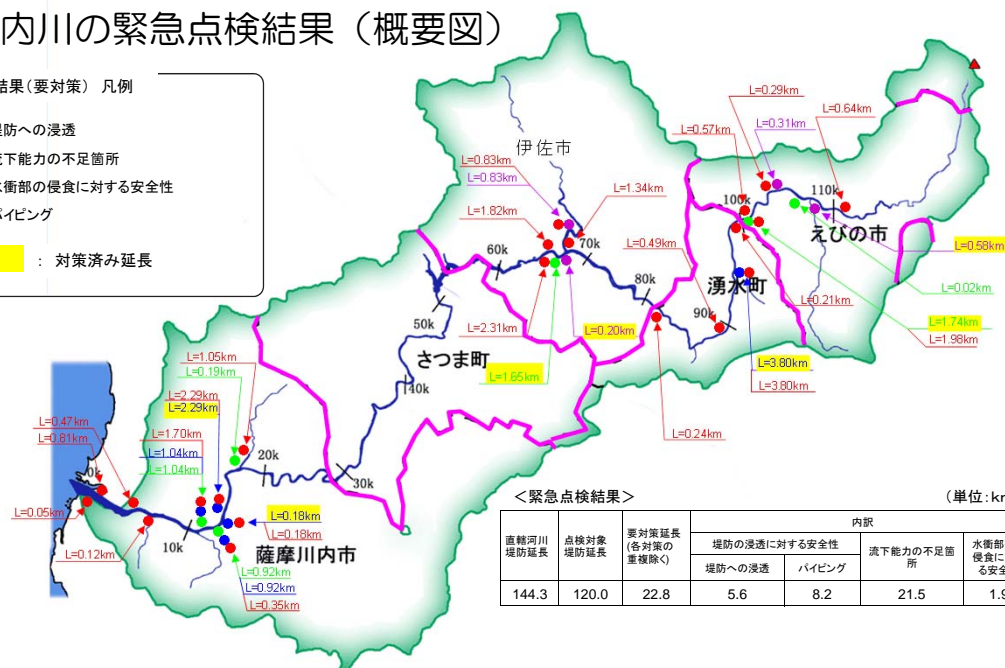 内川の緊急点検結果（概要図）
結果(要対策) 凡例
堤防への浸透
流下能力の不足箇所
水衝部の侵食に対する安全性
パイピング
： 対策済み延長
伊佐市
えびの市
湧水町
さつま町
薩摩川内市
L=0.29km
L=0.31km
L=0.64km
L=0.57km
L=0.83km
L=0.83km
L=1.34km
L=1.82km
L=0.49km
L=0.58km
L=0.02km
L=0.21km
L=1.74km
L=1.98km
L=2.31km
L=0.20km
L=1.65km
L=3.80km
L=3.80km
L=0.24km
L=1.05km
L=0.19km
L=2.29km
L=2.29km
L=0.47km
L=0.81km
L=1.70km
L=1.04km
L=1.04km
L=0.05km
L=0.12km
L=0.18km
L=0.18km
L=0.92km
L=0.92km
L=0.35km
0k
10k
20k
30k
40k
50k
60k
70k
80k
90k
100k
110k
＜緊急点検結果＞
(単位：km
直轄河川堤防延長
点検対象堤防延長
要対策延長(各対策の重複除く)
内訳
堤防の浸透に対する安全性
堤防への浸透
パイピング
流下能力の不足箇所
水衝部
侵食に
る安全
144.3 120.0 22.8 5.6 8.2 21.5 1.9